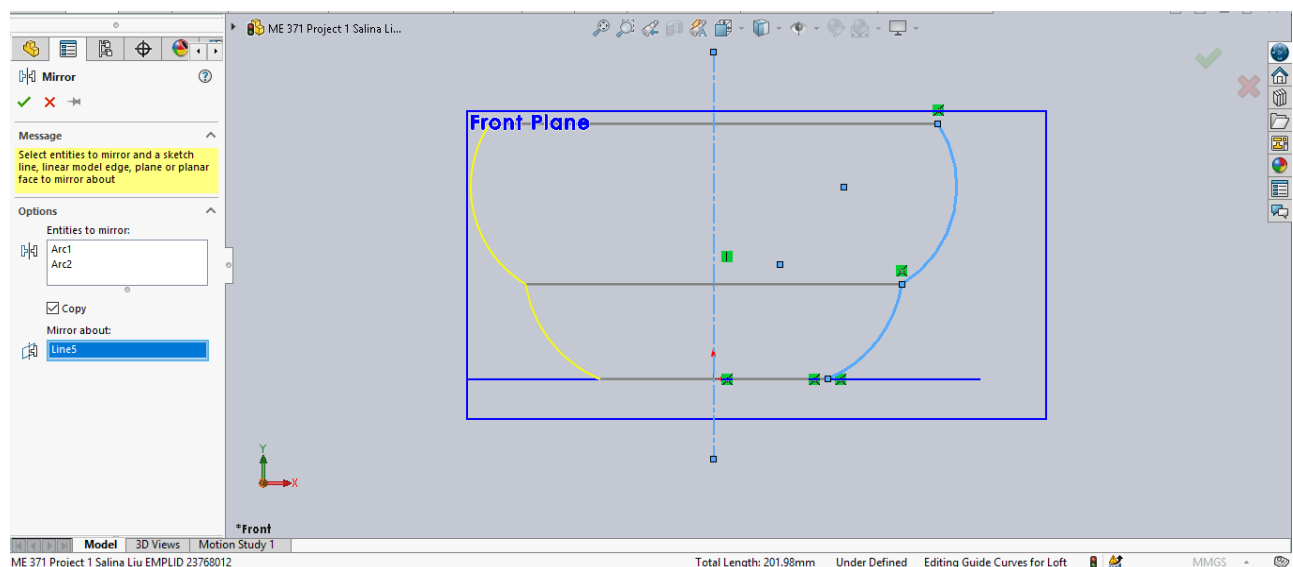 ME 371 Project 1 Salina Li...
Mirror
Message
Select entities to mirror and a sketch
line, linear model edge, plane or planar
face to mirror about
Options
Entities to mirror:
Arc1
Arc2
Copy
Mirror about:
Line5
Front Plane
Y
X
*Front
Model 3D Views Motion Study 1
ME 371 Project 1 Salina Liu EMPLID 23768012 Total Length: 201.98mm Under Defined Editing Guide Curves for Loft MMGS